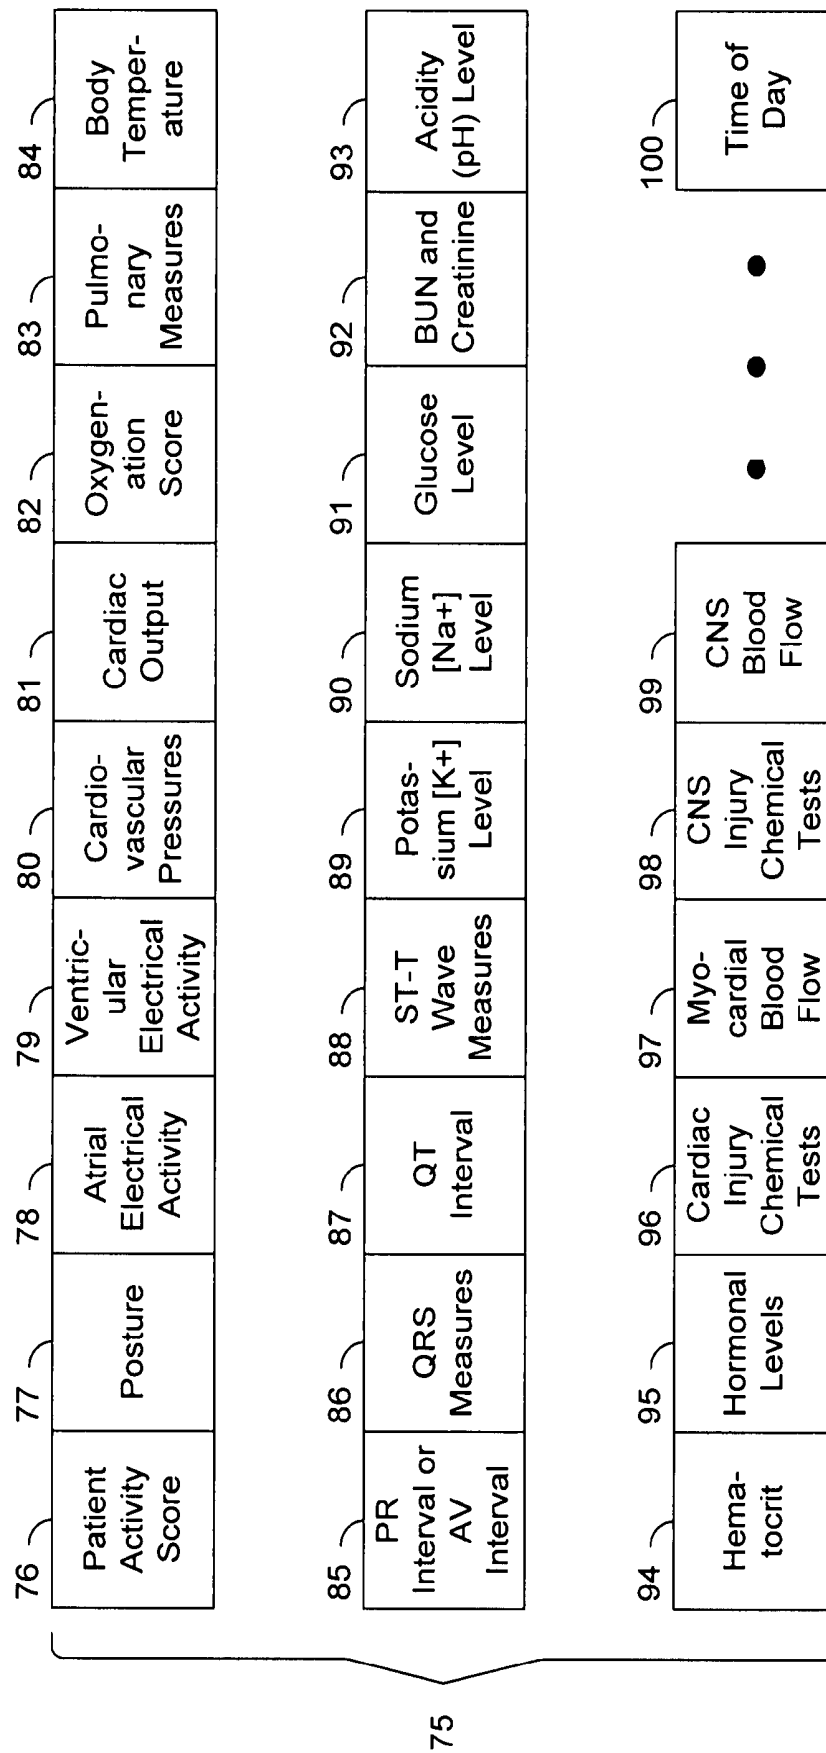 76
Patient
Activity
Score
77
Posture
78
Atrial
Electrical
Activity
79
Ventric-
ular
Electrical
Activity
80
Cardio-
vascular
Pressures
81
Cardiac
Output
82
Oxygen-
ation
Score
83
Pulmo-
nary
Measures
84
Body
Temper-
ature
85
PR
Interval or
AV
Interval
86
QRS
Measures
87
QT
Interval
88
ST-T
Wave
Measures
89
Potas-
sium [K+]
Level
90
Sodium
[Na+]
Level
91
Glucose
Level
92
BUN and
Creatinine
93
Acidity
(pH) Level
94
Hema-
tocrit
95
Hormonal
Levels
96
Cardiac
Injury
Chemical
Tests
97
Myo-
cardial
Blood
Flow
98
CNS
Injury
Chemical
Tests
99
CNS
Blood
Flow
100
Time of
Day
75